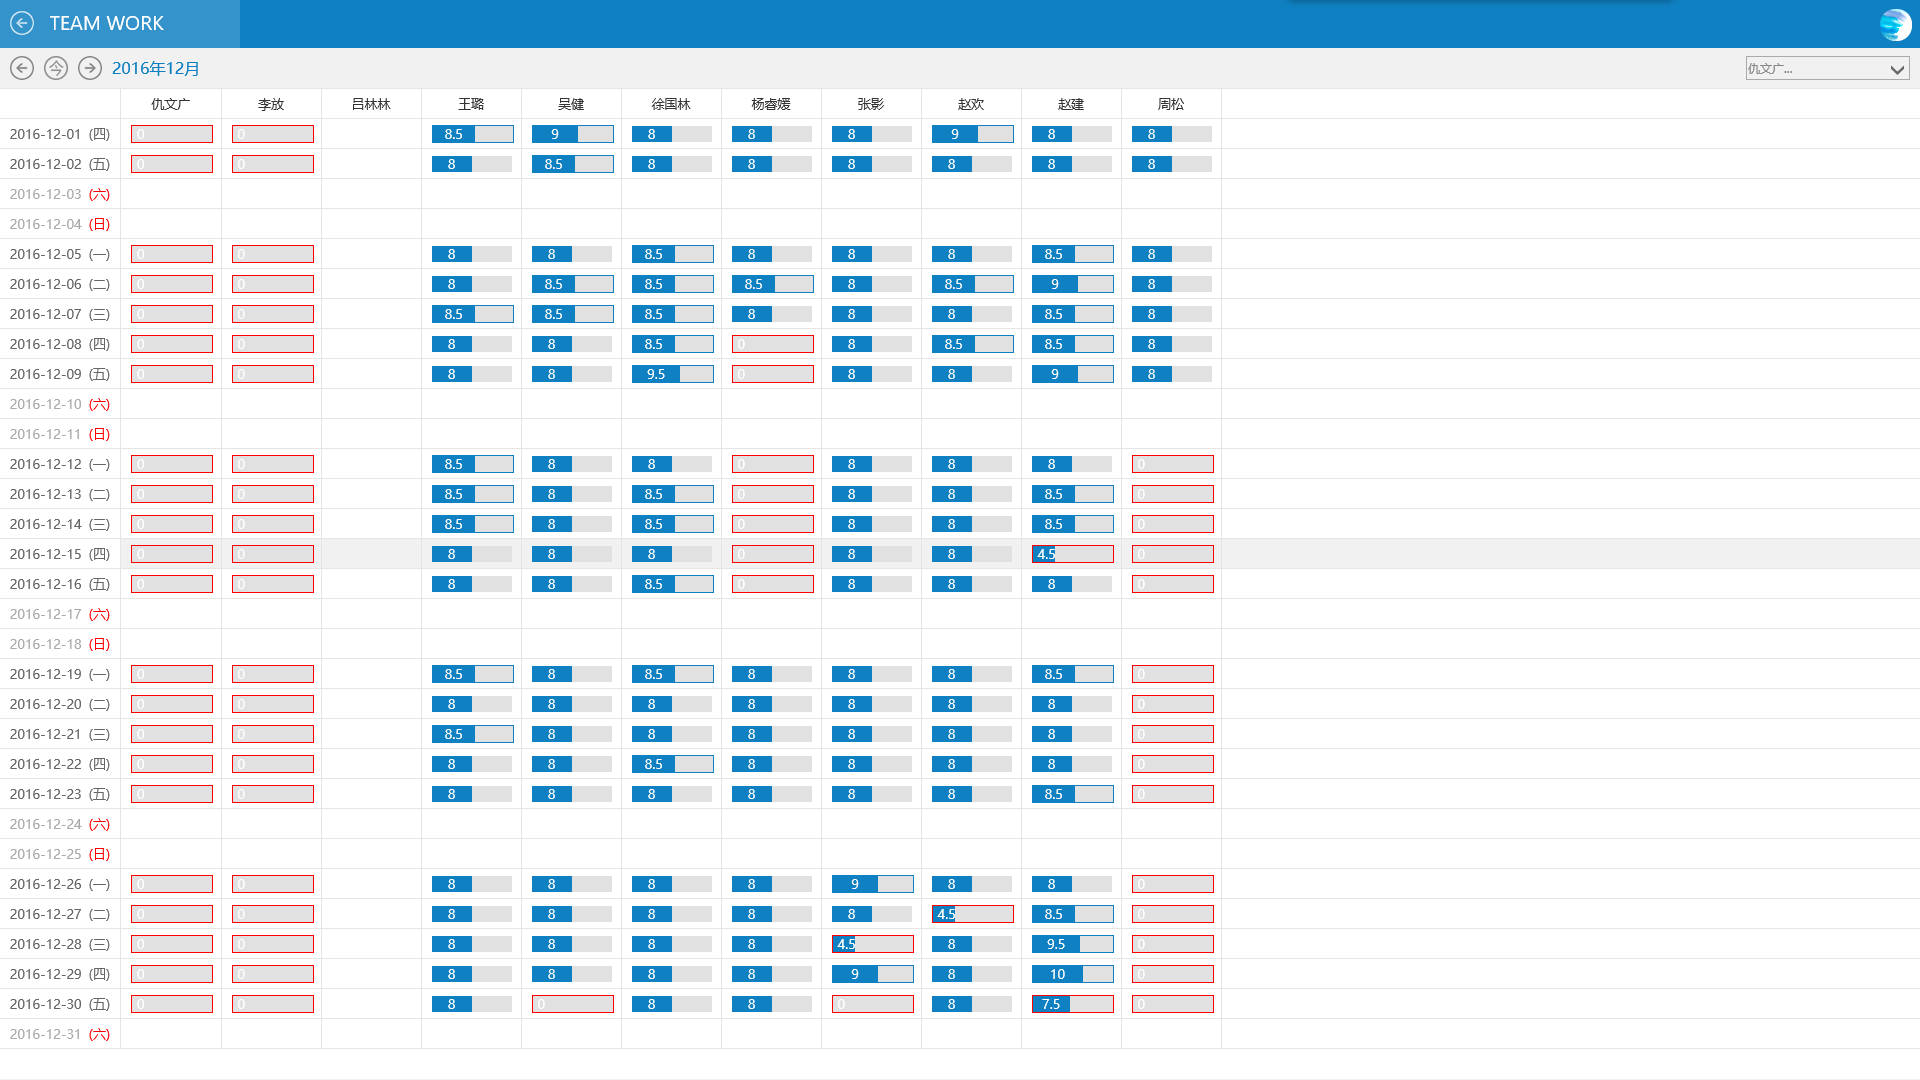 TEAM WORK
今 2016年12月 仇文广...
仇文广 李放 吕林林 王璐 吴健 徐国林 杨睿媛 张影 赵欢 赵建 周松
2016-12-01 (四) 0 0 8.5 9 8 8 8 9 8 8
2016-12-02 (五) 0 0 8 8.5 8 8 8 8 8 8
2016-12-03 (六)
2016-12-04 (日)
2016-12-05 (一) 0 0 8 8 8.5 8 8 8 8.5 8
2016-12-06 (二) 0 0 8 8.5 8.5 8.5 8 8.5 9 8
2016-12-07 (三) 0 0 8.5 8.5 8.5 8 8 8 8.5 8
2016-12-08 (四) 0 0 8 8 8.5 0 8 8.5 8.5 8
2016-12-09 (五) 0 0 8 8 9.5 0 8 8 9 8
2016-12-10 (六)
2016-12-11 (日)
2016-12-12 (一) 0 0 8.5 8 8 0 8 8 8 0
2016-12-13 (二) 0 0 8.5 8 8.5 0 8 8 8.5 0
2016-12-14 (三) 0 0 8.5 8 8.5 0 8 8 8.5 0
2016-12-15 (四) 0 0 8 8 8 0 8 8 4.5 0
2016-12-16 (五) 0 0 8 8 8.5 0 8 8 8 0
2016-12-17 (六)
2016-12-18 (日)
2016-12-19 (一) 0 0 8.5 8 8.5 8 8 8 8.5 0
2016-12-20 (二) 0 0 8 8 8 8 8 8 8 0
2016-12-21 (三) 0 0 8.5 8 8 8 8 8 8 0
2016-12-22 (四) 0 0 8 8 8.5 8 8 8 8 0
2016-12-23 (五) 0 0 8 8 8 8 8 8 8.5 0
2016-12-24 (六)
2016-12-25 (日)
2016-12-26 (一) 0 0 8 8 8 8 9 8 8 0
2016-12-27 (二) 0 0 8 8 8 8 8 4.5 8.5 0
2016-12-28 (三) 0 0 8 8 8 8 4.5 8 9.5 0
2016-12-29 (四) 0 0 8 8 8 8 9 8 10 0
2016-12-30 (五) 0 0 8 0 8 8 0 8 7.5 0
2016-12-31 (六)